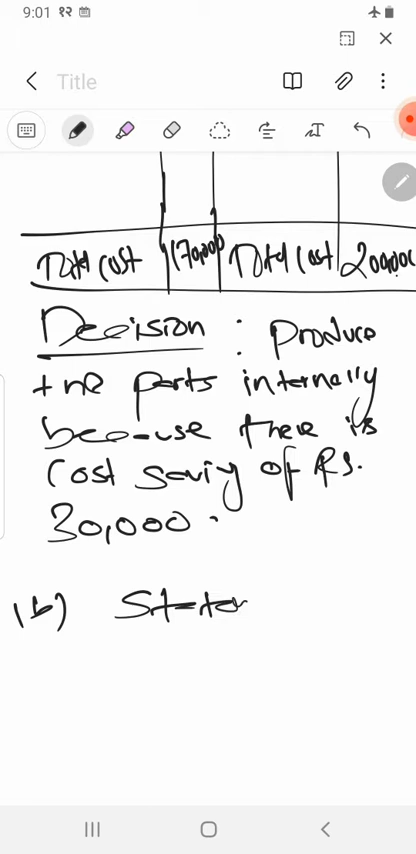 9:01 १२
Title
Total cost 170,000 Total cost 200,000
Decision : Produce
the parts internally
because there is
Cost saving of Rs.
30,000.
(b) State